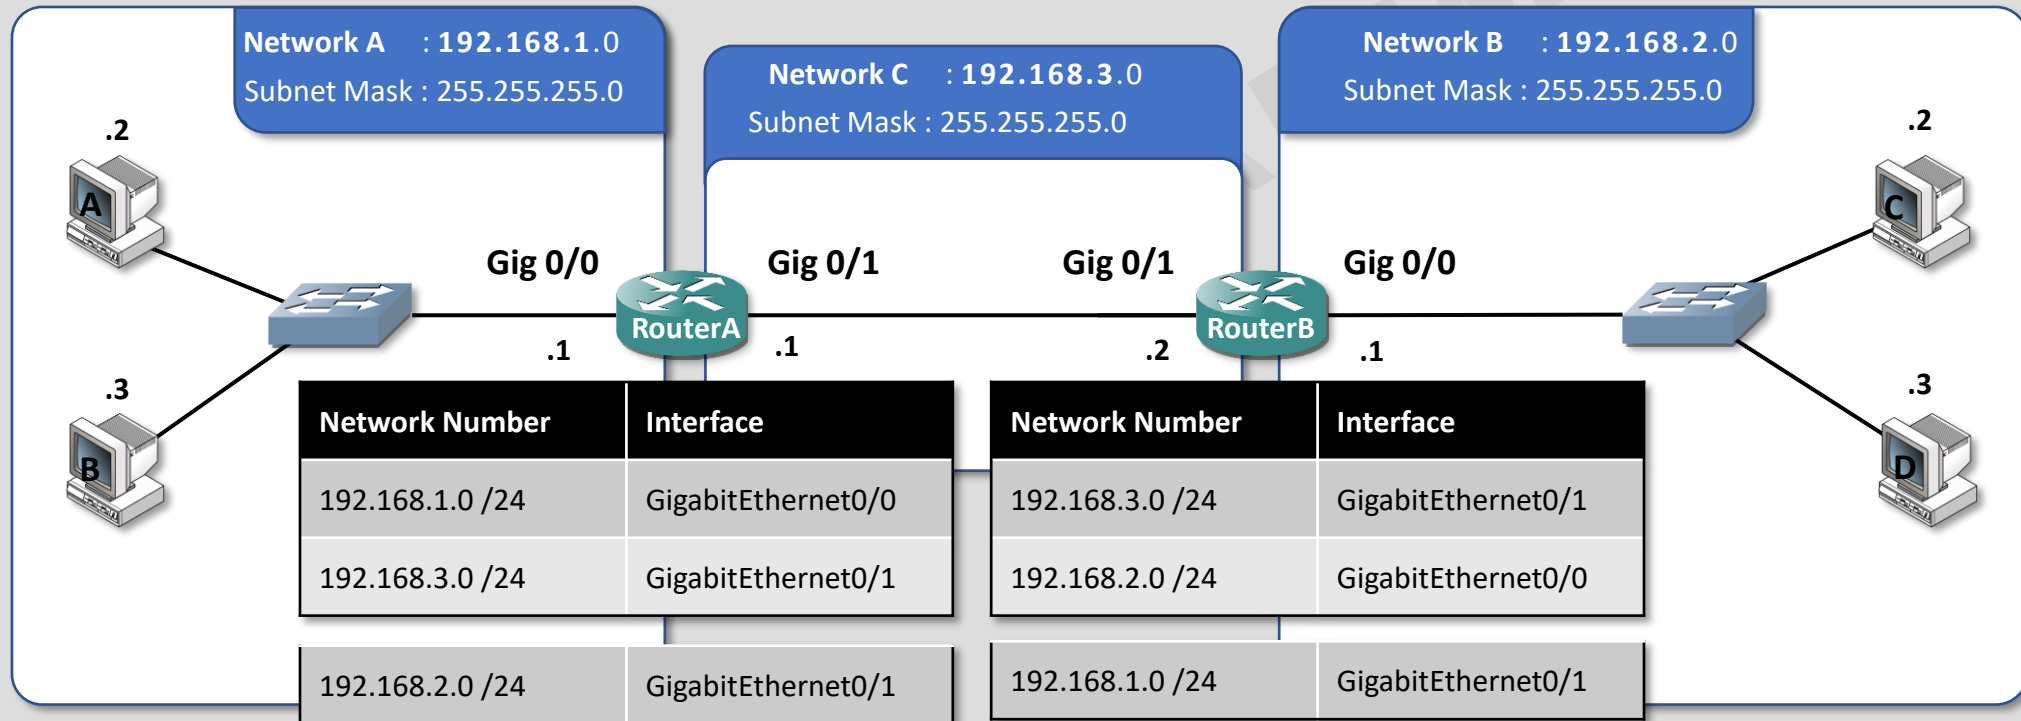 Network A : 192.168.1.0
Subnet Mask : 255.255.255.0
Network C : 192.168.3.0
Subnet Mask : 255.255.255.0
Network B : 192.168.2.0
Subnet Mask : 255.255.255.0
.2
A
.3
B
Gig 0/0
RouterA
Gig 0/1
.1
.1
Gig 0/1
RouterB
Gig 0/0
.2
.1
.2
C
.3
D
Network Number Interface
192.168.1.0 /24 GigabitEthernet0/0
192.168.3.0 /24 GigabitEthernet0/1
192.168.2.0 /24 GigabitEthernet0/1
Network Number Interface
192.168.3.0 /24 GigabitEthernet0/1
192.168.2.0 /24 GigabitEthernet0/0
192.168.1.0 /24 GigabitEthernet0/1